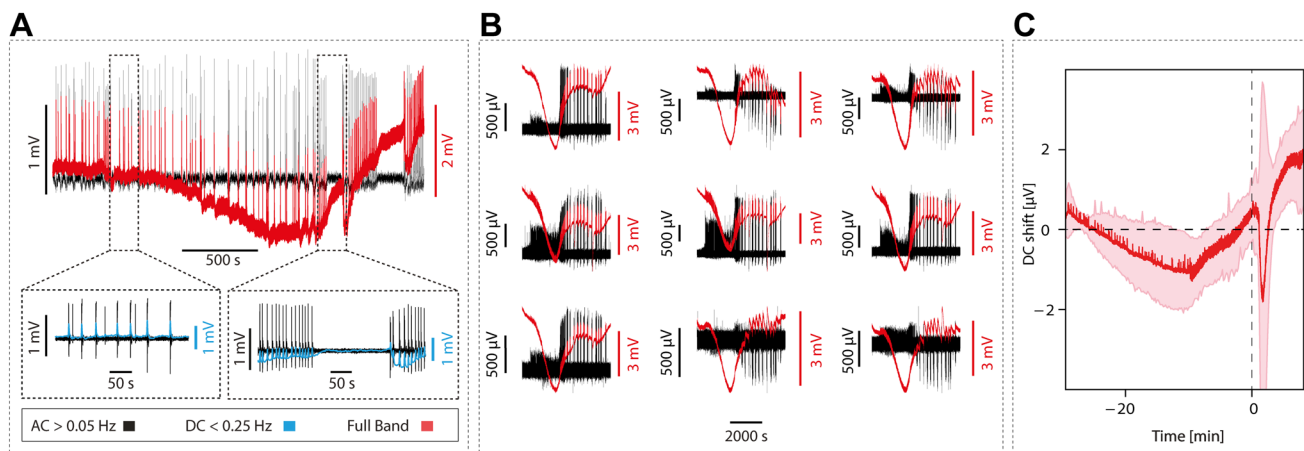 A
B
C
1 mV
2 mV
500 s
1 mV
1 mV
50 s
1 mV
1 mV
50 s
AC > 0.05 Hz
DC < 0.25 Hz
Full Band
500 µV
3 mV
500 µV
3 mV
500 µV
3 mV
500 µV
3 mV
500 µV
3 mV
500 µV
3 mV
500 µV
3 mV
500 µV
3 mV
500 µV
3 mV
2000 s
DC shift [µV]
2
0
−2
−20
0
Time [min]